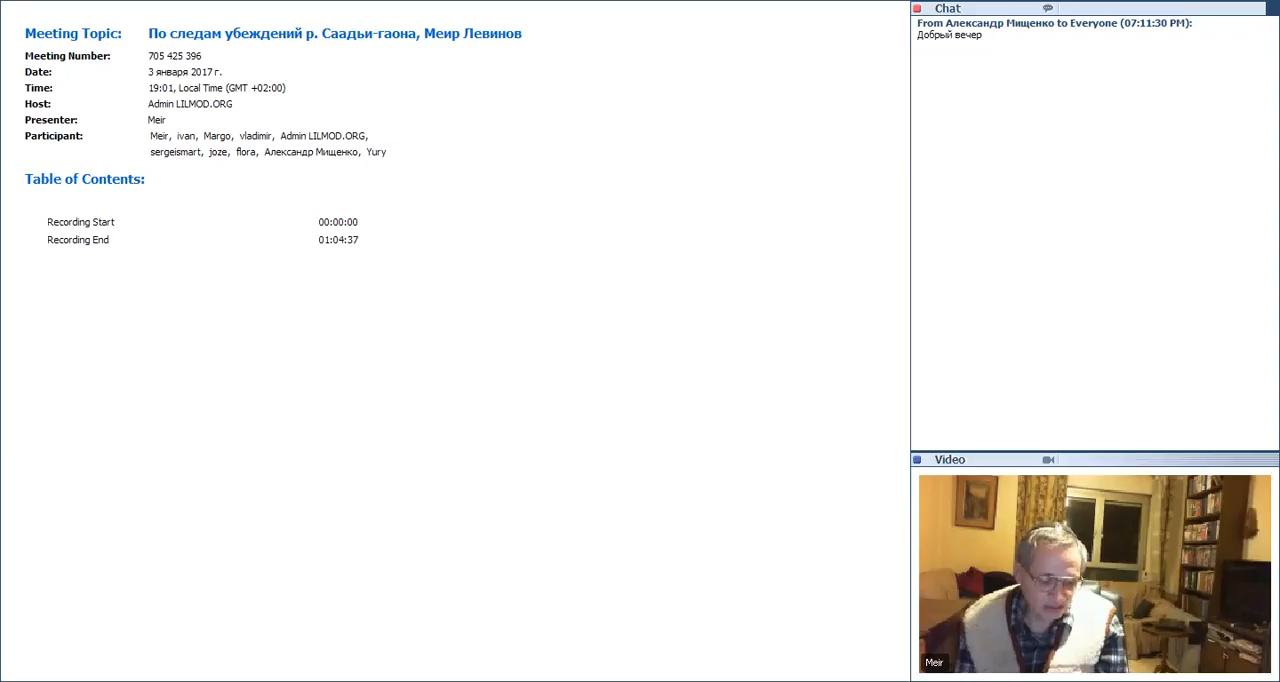 Meeting Topic: По следам убеждений р. Саадьи-гаона, Меир Левинов
Meeting Number: 705 425 396
Date: 3 января 2017 г.
Time: 19:01, Local Time (GMT +02:00)
Host: Admin LILMOD.ORG
Presenter: Meir
Participant: Meir, ivan, Margo, vladimir, Admin LILMOD.ORG,
sergeismart, joze, flora, Александр Мищенко, Yury
Table of Contents:
Recording Start 00:00:00
Recording End 01:04:37
Chat
From Александр Мищенко to Everyone (07:11:30 PM):
Добрый вечер
Video
Meir